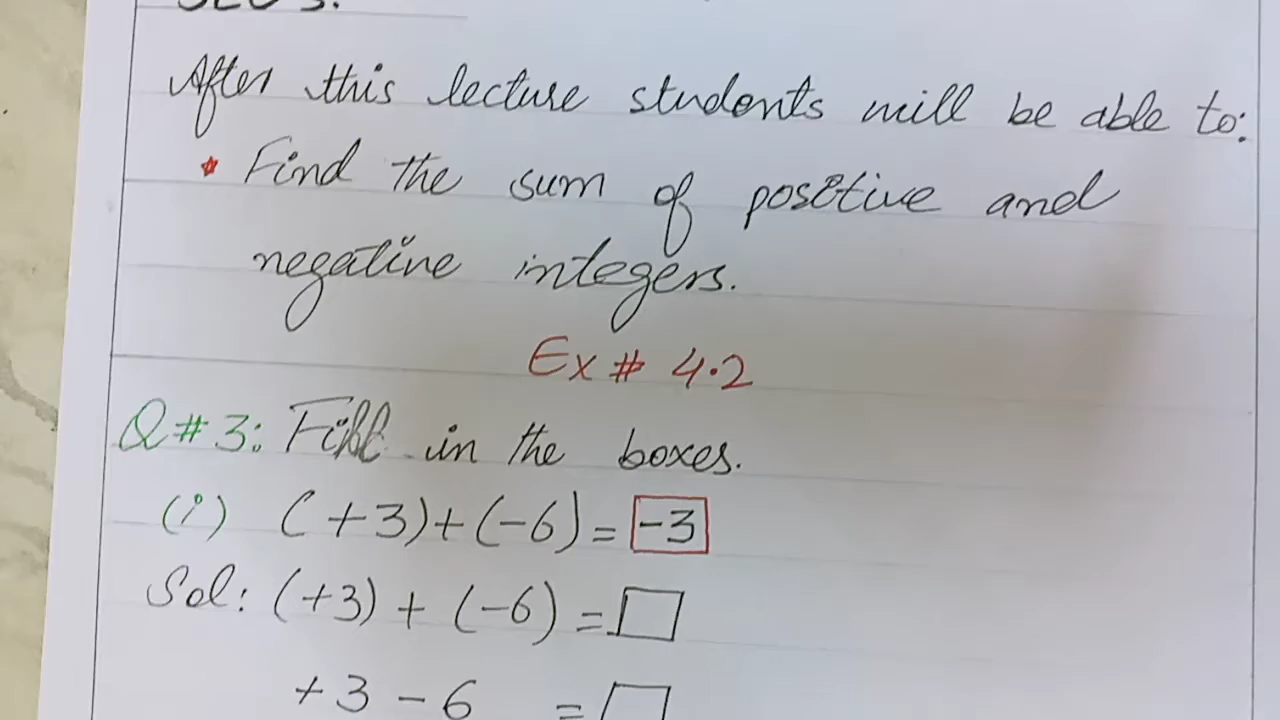 After this lecture students will be able to:
* Find the sum of positive and
negative integers.
Ex # 4.2
Q # 3: Fill in the boxes.
(i) (+3)+(-6) = -3
Sol: (+3) + (-6) = □
+3 - 6 = □